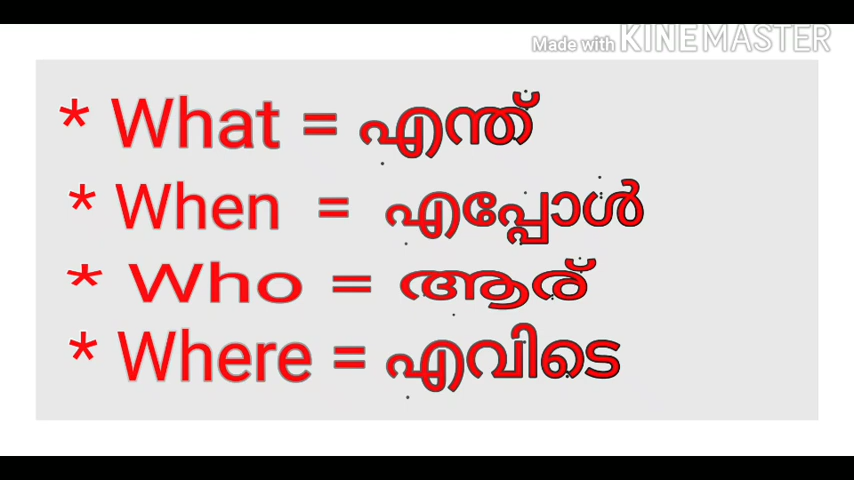 Made with KINEMASTER
* What = എന്ത്
* When = എപ്പോൾ
* Who = ആര്
* Where = എവിടെ